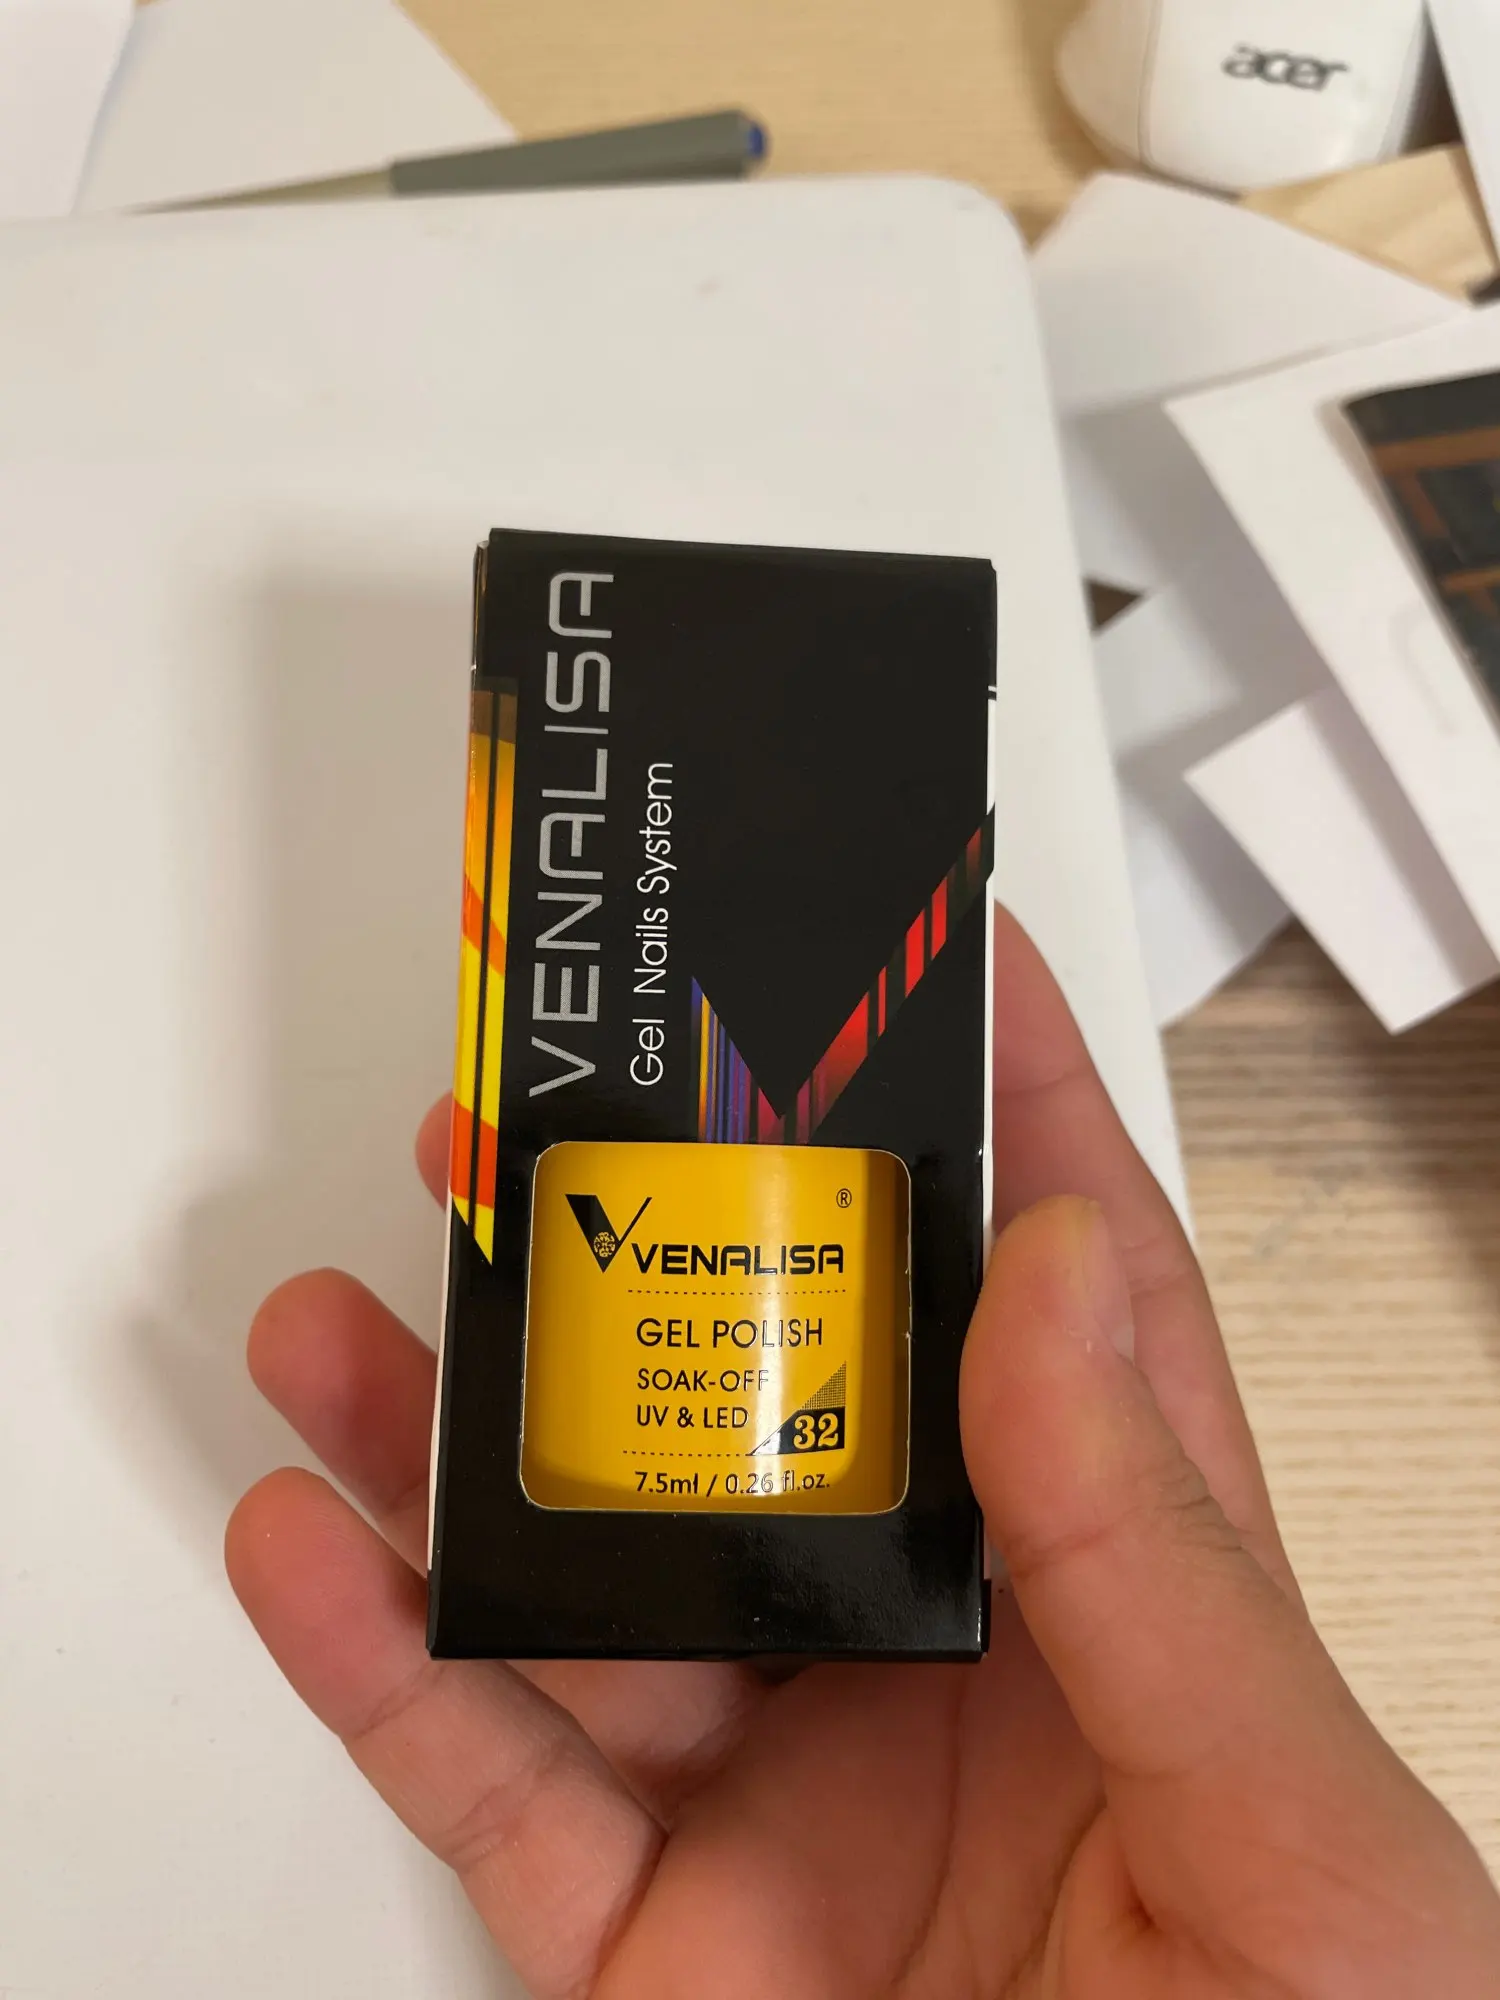 acer
VENALISA
Gel Nails System
®
VENALISA
GEL POLISH
SOAK-OFF
UV & LED
32
7.5ml / 0.26 fl.oz.